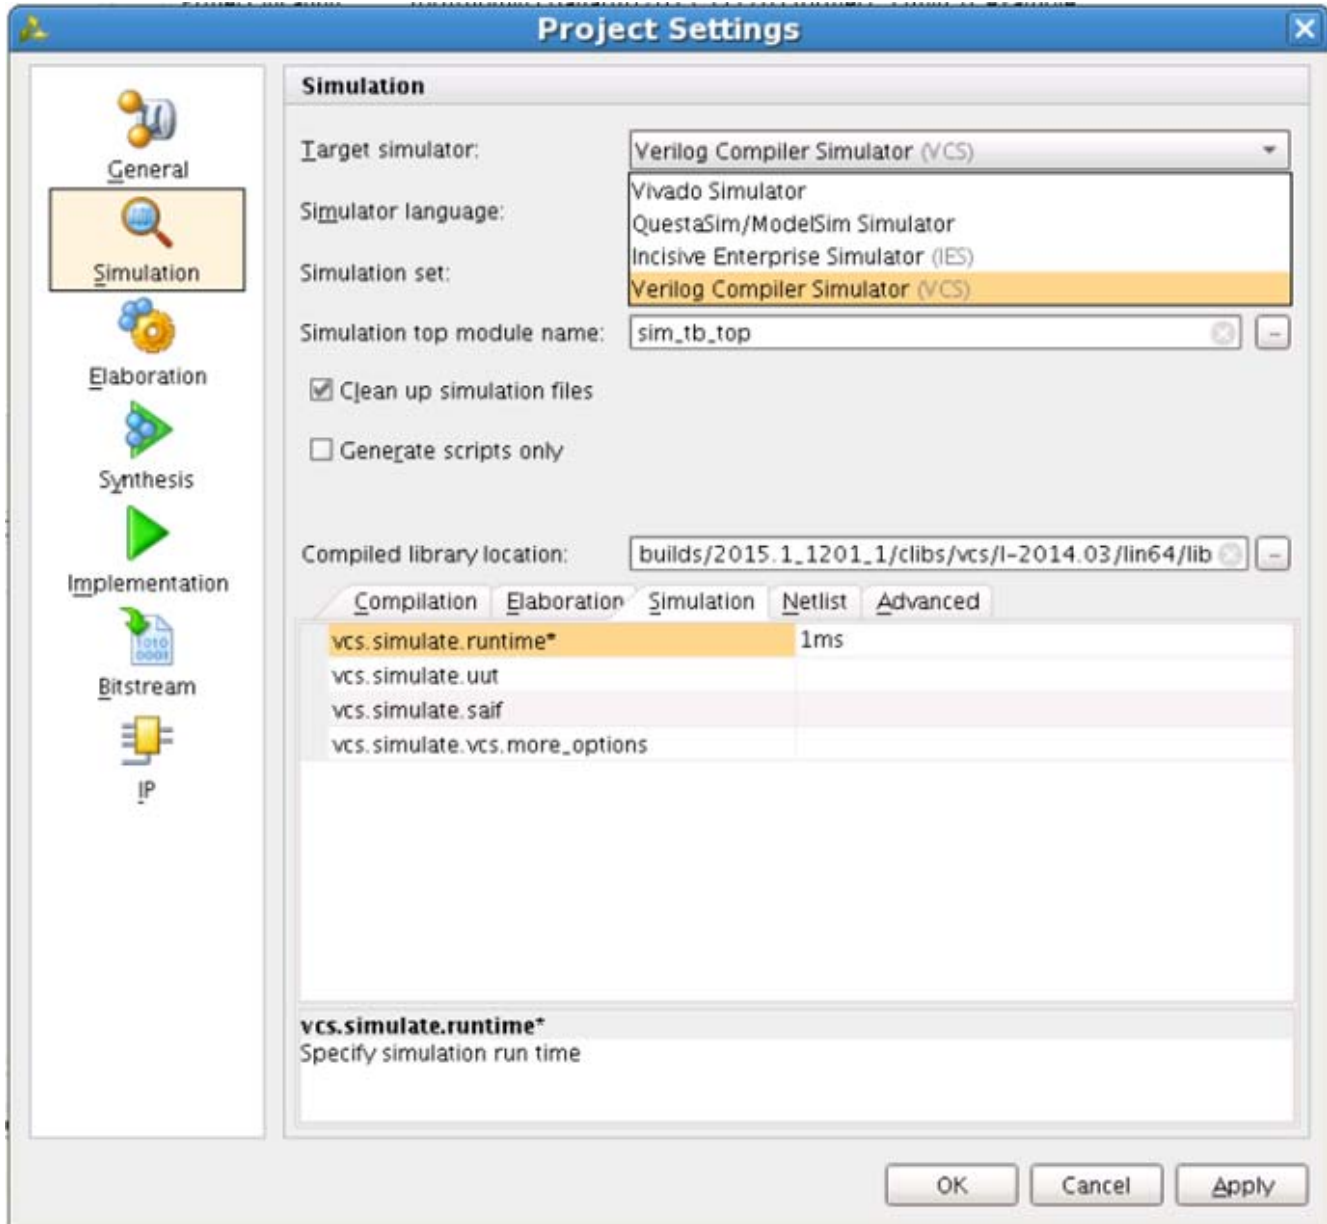 Project Settings
General
Simulation
Elaboration
Synthesis
Implementation
Bitstream
IP
Simulation
Target simulator: Verilog Compiler Simulator (VCS)
Vivado Simulator
Simulator language:
QuestaSim/ModelSim Simulator
Incisive Enterprise Simulator (IES)
Simulation set:
Verilog Compiler Simulator (VCS)
Simulation top module name: sim_tb_top
Clean up simulation files
Generate scripts only
Compiled library location: builds/2015.1_1201_1/clibs/vcs/I-2014.03/lin64/lib
Compilation Elaboration Simulation Netlist Advanced
vcs.simulate.runtime* 1ms
vcs.simulate.uut
vcs.simulate.saif
vcs.simulate.vcs.more_options
vcs.simulate.runtime*
Specify simulation run time
OK Cancel Apply